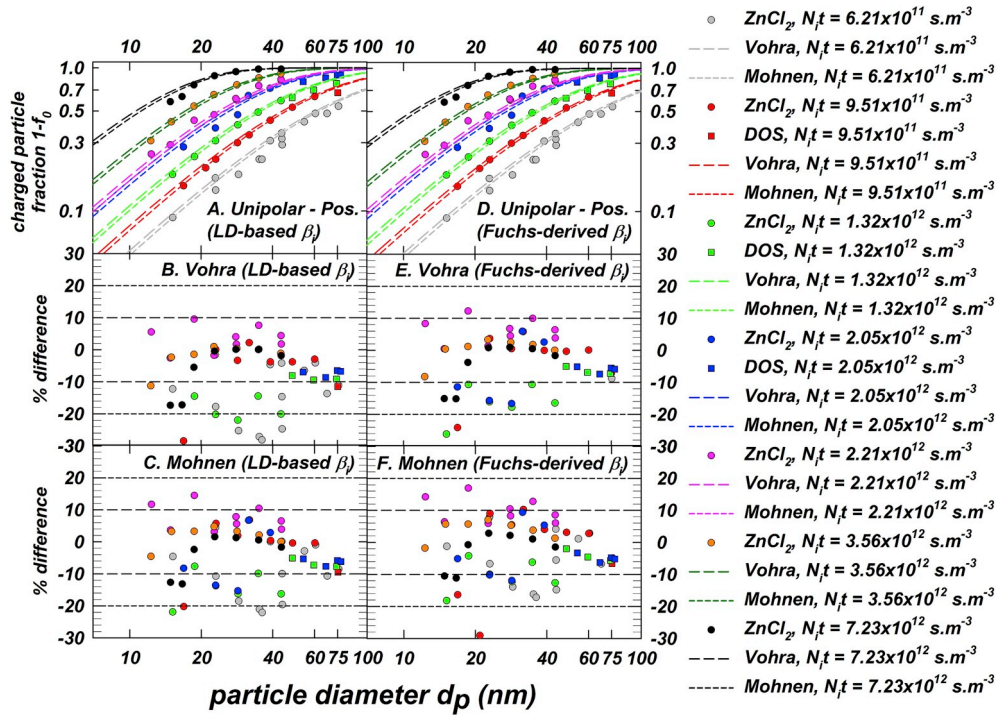 10 20 30 40 60 75 100
10 20 30 40 60 75 100
1.0
0.7
0.5
0.3
0.1
charged particle
fraction 1-f0
A. Unipolar - Pos.
(LD-based βi)
D. Unipolar - Pos.
(Fuchs-derived βi)
1.0
0.7
0.5
0.3
0.1
30
20
10
0
-10
-20
-30
% difference
B. Vohra (LD-based βi)
E. Vohra (Fuchs-derived βi)
30
20
10
0
-10
-20
-30
20
10
0
-10
-20
-30
% difference
C. Mohnen (LD-based βi)
F. Mohnen (Fuchs-derived βi)
20
10
0
-10
-20
-30
10 20 30 40 60 75 100
10 20 30 40 60 75 100
particle diameter dp (nm)
ZnCl2, Nit = 6.21x10^11 s.m^-3
Vohra, Nit = 6.21x10^11 s.m^-3
Mohnen, Nit = 6.21x10^11 s.m^-3
ZnCl2, Nit = 9.51x10^11 s.m^-3
DOS, Nit = 9.51x10^11 s.m^-3
Vohra, Nit = 9.51x10^11 s.m^-3
Mohnen, Nit = 9.51x10^11 s.m^-3
ZnCl2, Nit = 1.32x10^12 s.m^-3
DOS, Nit = 1.32x10^12 s.m^-3
Vohra, Nit = 1.32x10^12 s.m^-3
Mohnen, Nit = 1.32x10^12 s.m^-3
ZnCl2, Nit = 2.05x10^12 s.m^-3
DOS, Nit = 2.05x10^12 s.m^-3
Vohra, Nit = 2.05x10^12 s.m^-3
Mohnen, Nit = 2.05x10^12 s.m^-3
ZnCl2, Nit = 2.21x10^12 s.m^-3
Vohra, Nit = 2.21x10^12 s.m^-3
Mohnen, Nit = 2.21x10^12 s.m^-3
ZnCl2, Nit = 3.56x10^12 s.m^-3
Vohra, Nit = 3.56x10^12 s.m^-3
Mohnen, Nit = 3.56x10^12 s.m^-3
ZnCl2, Nit = 7.23x10^12 s.m^-3
Vohra, Nit = 7.23x10^12 s.m^-3
Mohnen, Nit = 7.23x10^12 s.m^-3